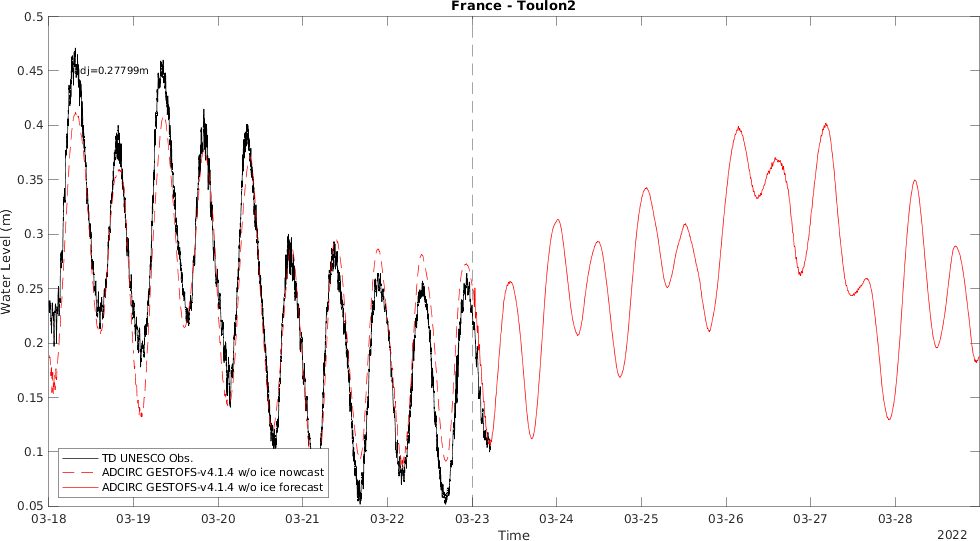 France - Toulon2
0.5
0.45
0.4
0.35
0.3
0.25
0.2
0.15
0.1
0.05
Water Level (m)
dj=0.27799m
TD UNESCO Obs.
ADCIRC GESTOFS-v4.1.4 w/o ice nowcast
ADCIRC GESTOFS-v4.1.4 w/o ice forecast
03-18 03-19 03-20 03-21 03-22 03-23 03-24 03-25 03-26 03-27 03-28
Time
2022